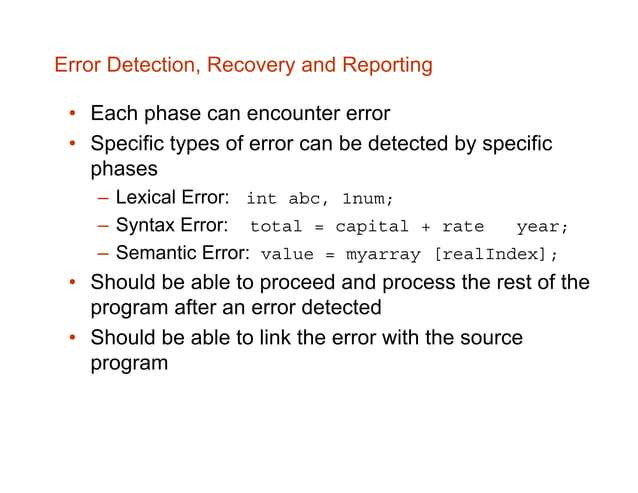 Error Detection, Recovery and Reporting
• Each phase can encounter error
• Specific types of error can be detected by specific
phases
– Lexical Error: int abc, 1num;
– Syntax Error: total = capital + rate year;
– Semantic Error: value = myarray [realIndex];
• Should be able to proceed and process the rest of the
program after an error detected
• Should be able to link the error with the source
program